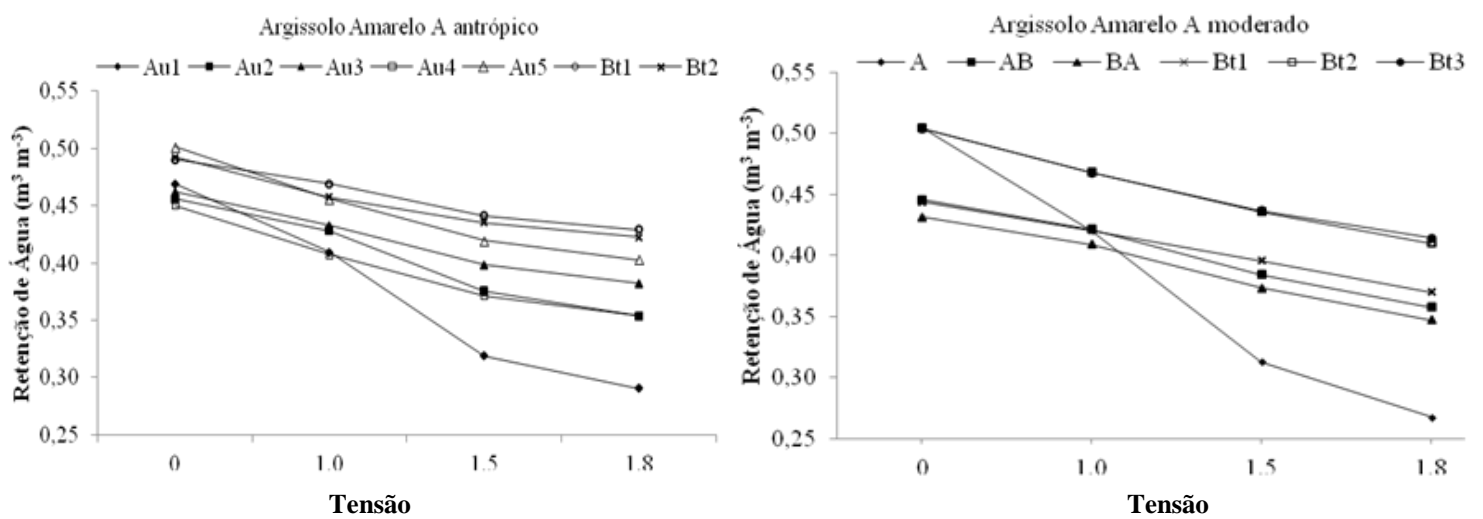 Argissolo Amarelo A antrópico
Au1 Au2 Au3 Au4 Au5 Bt1 Bt2
Retenção de Água (m³ m⁻³)
0,55
0,50
0,45
0,40
0,35
0,30
0,25
0 1.0 1.5 1.8
Tensão
Argissolo Amarelo A moderado
A AB BA Bt1 Bt2 Bt3
Retenção de Água (m³ m⁻³)
0,55
0,50
0,45
0,40
0,35
0,30
0,25
0 1.0 1.5 1.8
Tensão